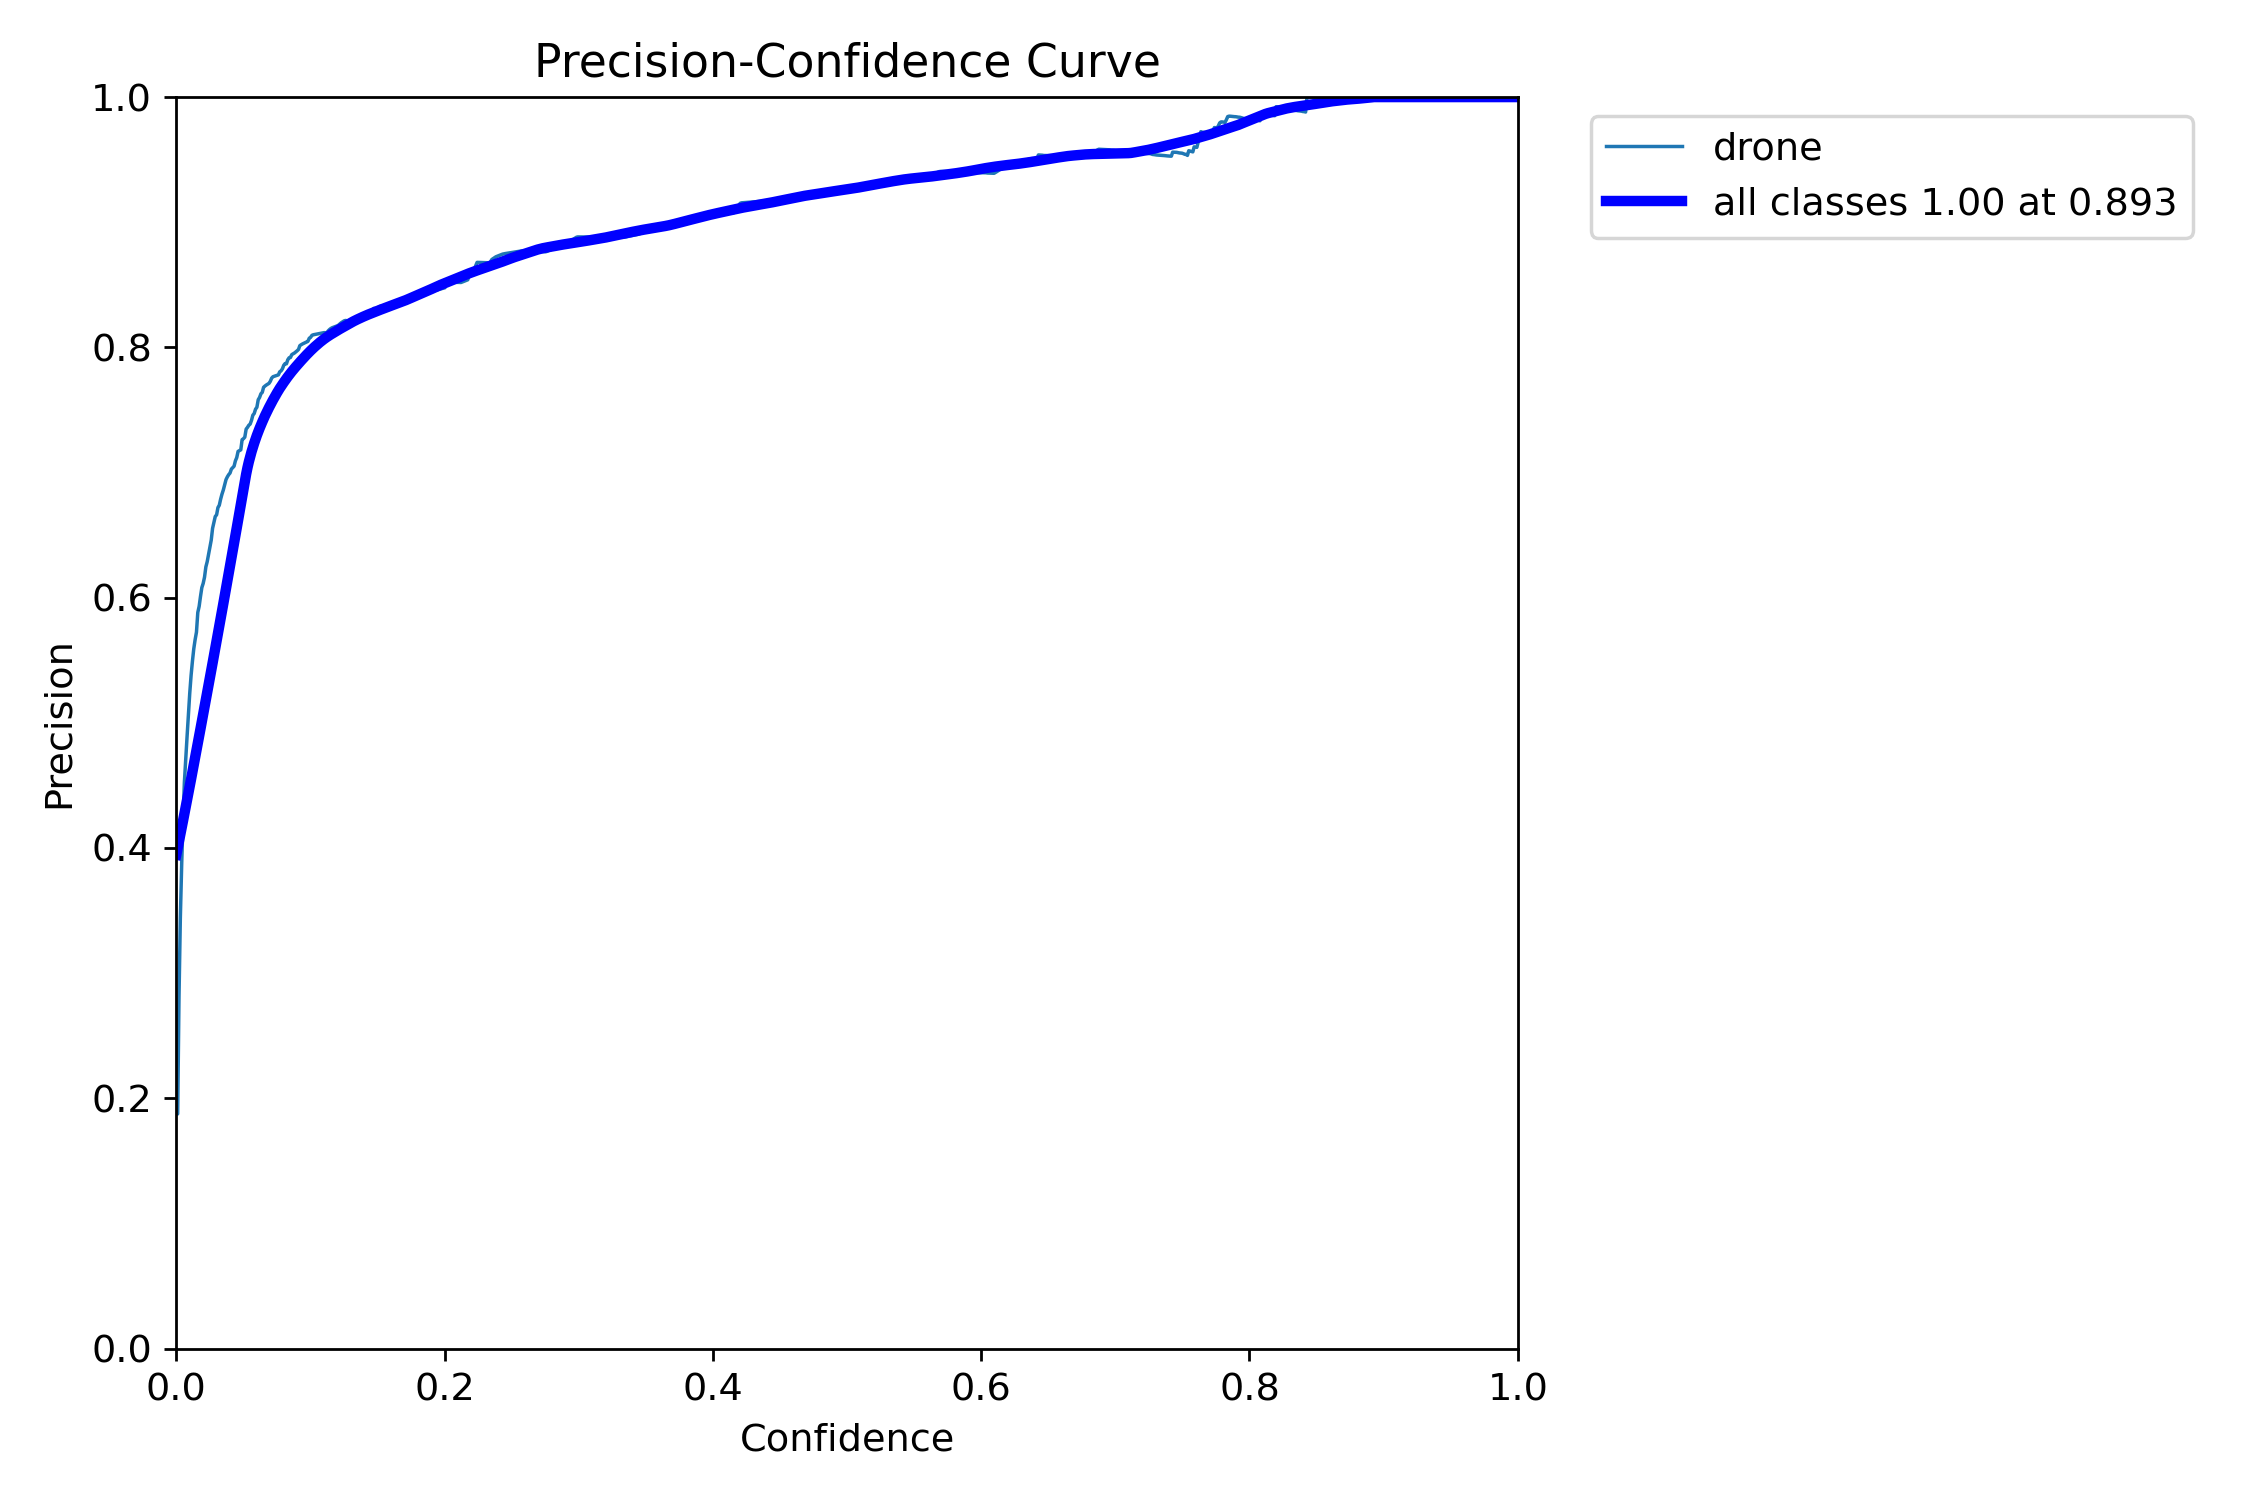 Precision-Confidence Curve
1.0
0.8
0.6
0.4
0.2
0.0
Precision
0.0 0.2 0.4 0.6 0.8 1.0
Confidence
drone
all classes 1.00 at 0.893